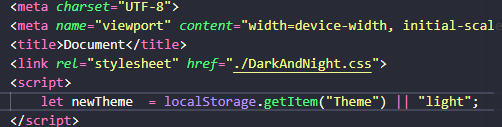 <meta charset="UTF-8">
<meta name="viewport" content="width=device-width, initial-scale
<title>Document</title>
<link rel="stylesheet" href="./DarkAndNight.css">
<script>
let newTheme  = localStorage.getItem("Theme") || "light";
</script>